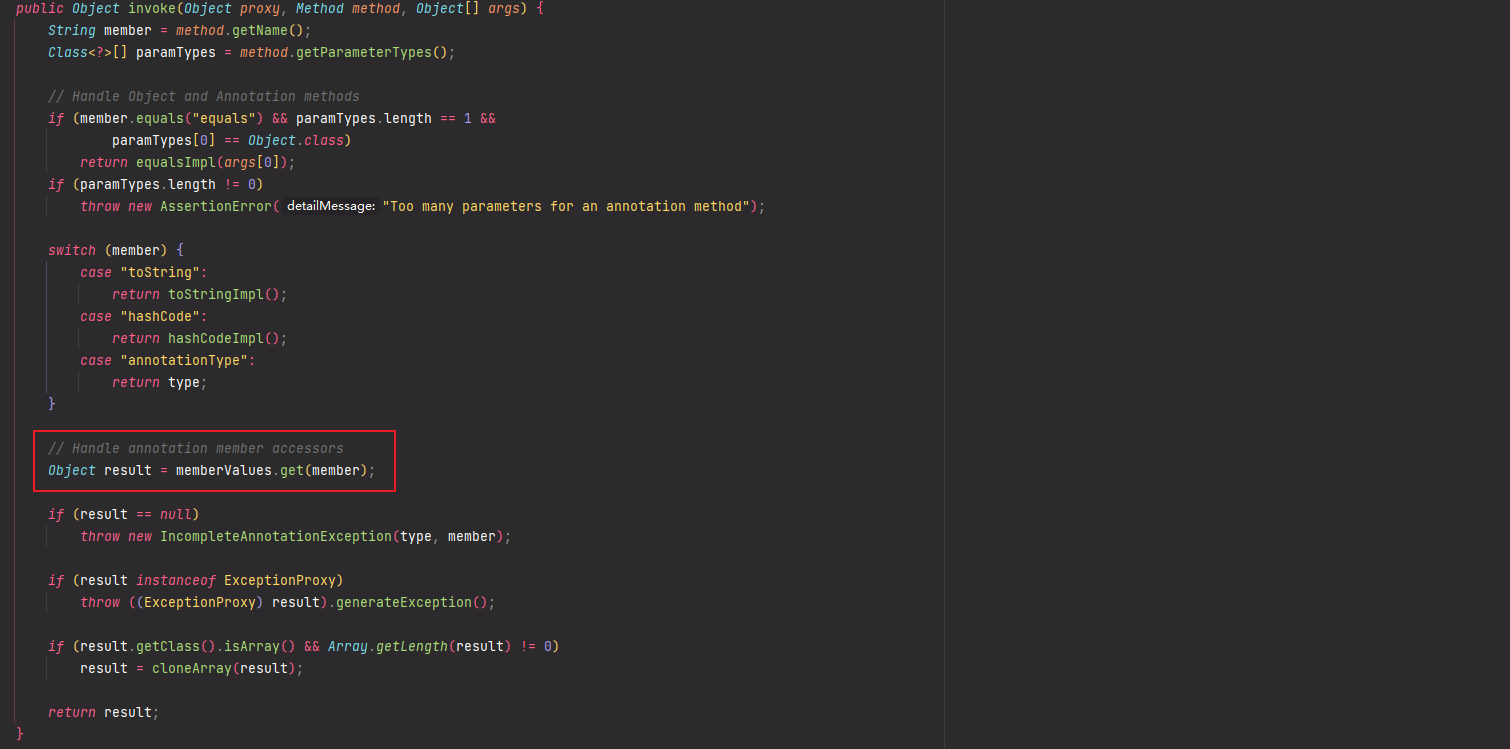 public Object invoke(Object proxy, Method method, Object[] args) {
    String member = method.getName();
    Class<?>[] paramTypes = method.getParameterTypes();
    // Handle Object and Annotation methods
    if (member.equals("equals") && paramTypes.length == 1 &&
            paramTypes[0] == Object.class)
        return equalsImpl(args[0]);
    if (paramTypes.length != 0)
        throw new AssertionError( detailMessage: "Too many parameters for an annotation method");
    switch (member) {
        case "toString":
            return toStringImpl();
        case "hashCode":
            return hashCodeImpl();
        case "annotationType":
            return type;
    }
    // Handle annotation member accessors
    Object result = memberValues.get(member);
    if (result == null)
        throw new IncompleteAnnotationException(type, member);
    if (result instanceof ExceptionProxy)
        throw ((ExceptionProxy) result).generateException();
    if (result.getClass().isArray() && Array.getLength(result) != 0)
        result = cloneArray(result);
    return result;
}